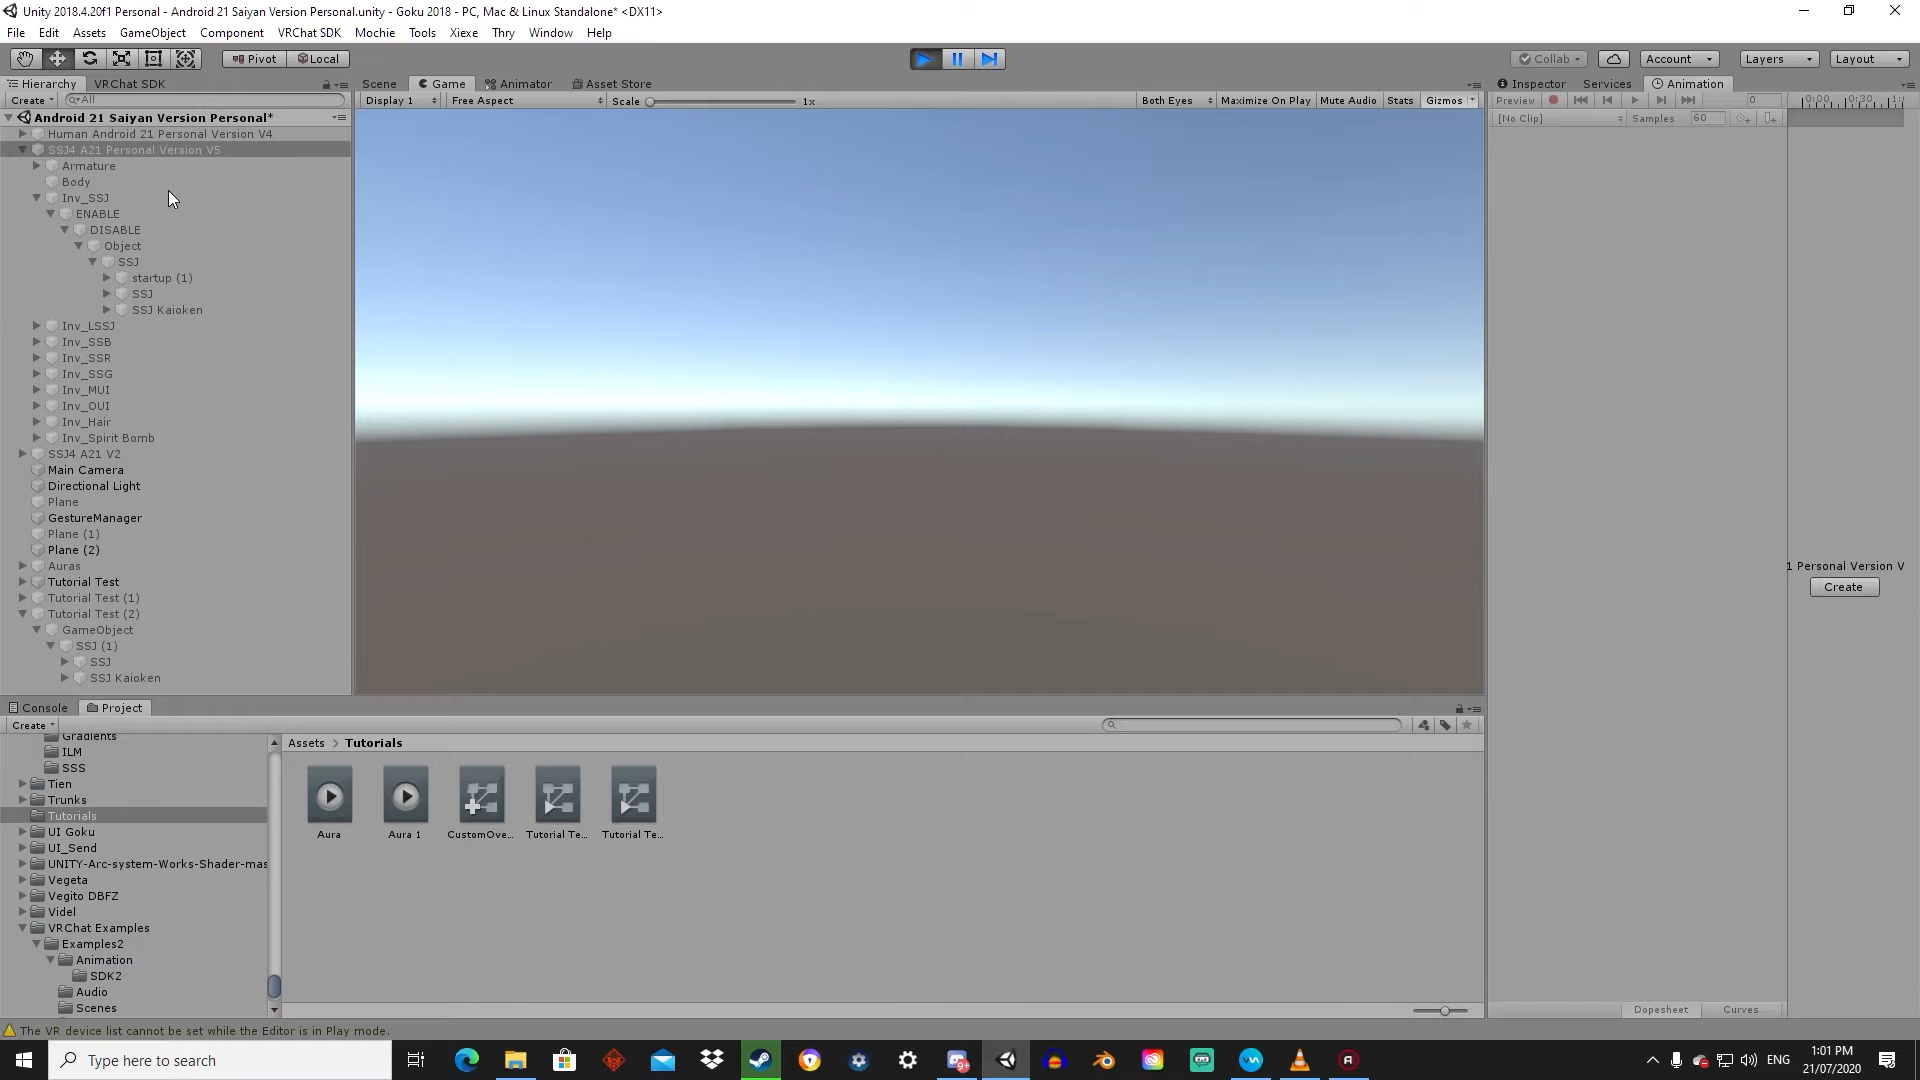 Unity 2018.4.20f1 Personal - Android 21 Saiyan Version Personal.unity - Goku 2018 - PC, Mac & Linux Standalone* <DX11>
File Edit Assets GameObject Component VRChat SDK Mochie Tools Xiexe Thry Window Help
Pivot Local Collab Account Layers Layout
Hierarchy VRChat SDK Scene Game Animator Asset Store Inspector Services Animation
Create All Display 1 Free Aspect Scale 1x Both Eyes Maximize On Play Mute Audio Stats Gizmos Preview 0 0:00 0:30
Android 21 Saiyan Version Personal* [No Clip] Samples 60
Human Android 21 Personal Version V4
SSJ4 A21 Personal Version V5
Armature
Body
Inv_SSJ
ENABLE
DISABLE
Object
SSJ
startup (1)
SSJ
SSJ Kaioken
Inv_LSSJ
Inv_SSB
Inv_SSR
Inv_SSG
Inv_MUI
Inv_OUI
Inv_Hair
Inv_Spirit Bomb
SSJ4 A21 V2
Main Camera
Directional Light
Plane
GestureManager
Plane (1)
Plane (2)
Auras
Tutorial Test
Tutorial Test (1)
Tutorial Test (2)
GameObject
SSJ (1)
SSJ
SSJ Kaioken
1 Personal Version V
Create
Console Project
Create
Gradients
ILM
SSS
Tien
Trunks
Tutorials
UI Goku
UI_Send
UNITY-Arc-system-Works-Shader-mas
Vegeta
Vegito DBFZ
Videl
VRChat Examples
Examples2
Animation
SDK2
Audio
Scenes
Assets > Tutorials
Aura Aura 1 CustomOve... Tutorial Te... Tutorial Te...
Dopesheet Curves
The VR device list cannot be set while the Editor is in Play mode.
Type here to search
9+
ENG
1:01 PM
21/07/2020